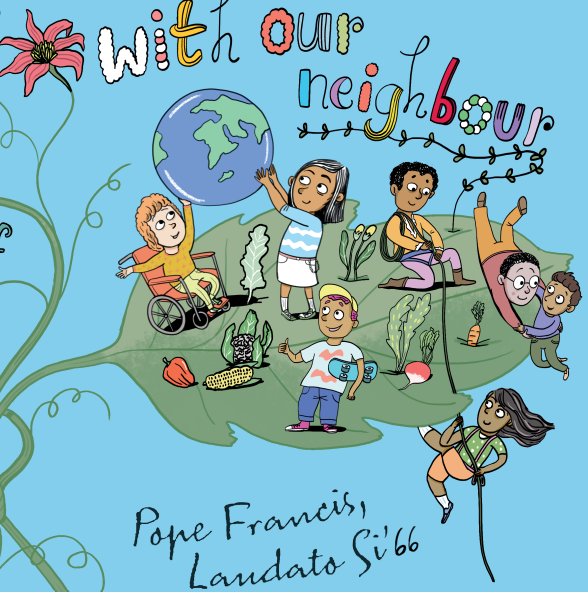 with our
neighbour
Pope Francis,
Laudato Si'66